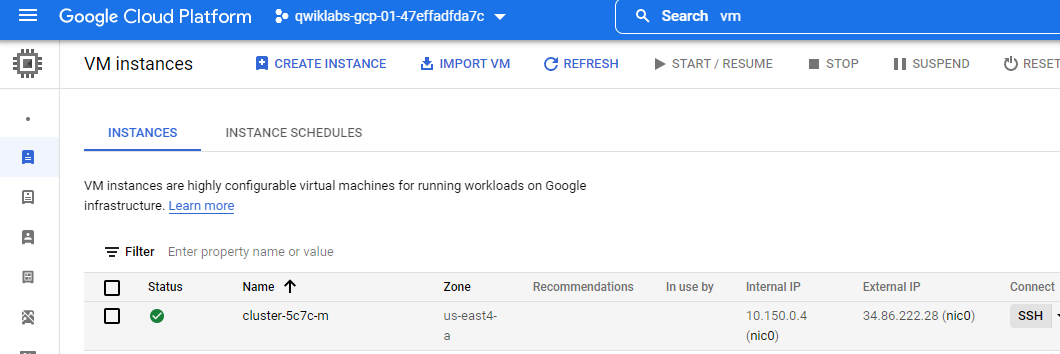 Google Cloud Platform qwiklabs-gcp-01-47effadfda7c Search vm
VM instances CREATE INSTANCE IMPORT VM REFRESH START / RESUME STOP SUSPEND RESET
INSTANCES INSTANCE SCHEDULES
VM instances are highly configurable virtual machines for running workloads on Google
infrastructure. Learn more
Filter Enter property name or value
Status Name Zone Recommendations In use by Internal IP External IP Connect
cluster-5c7c-m us-east4- 10.150.0.4 34.86.222.28 (nic0) SSH
a (nic0)